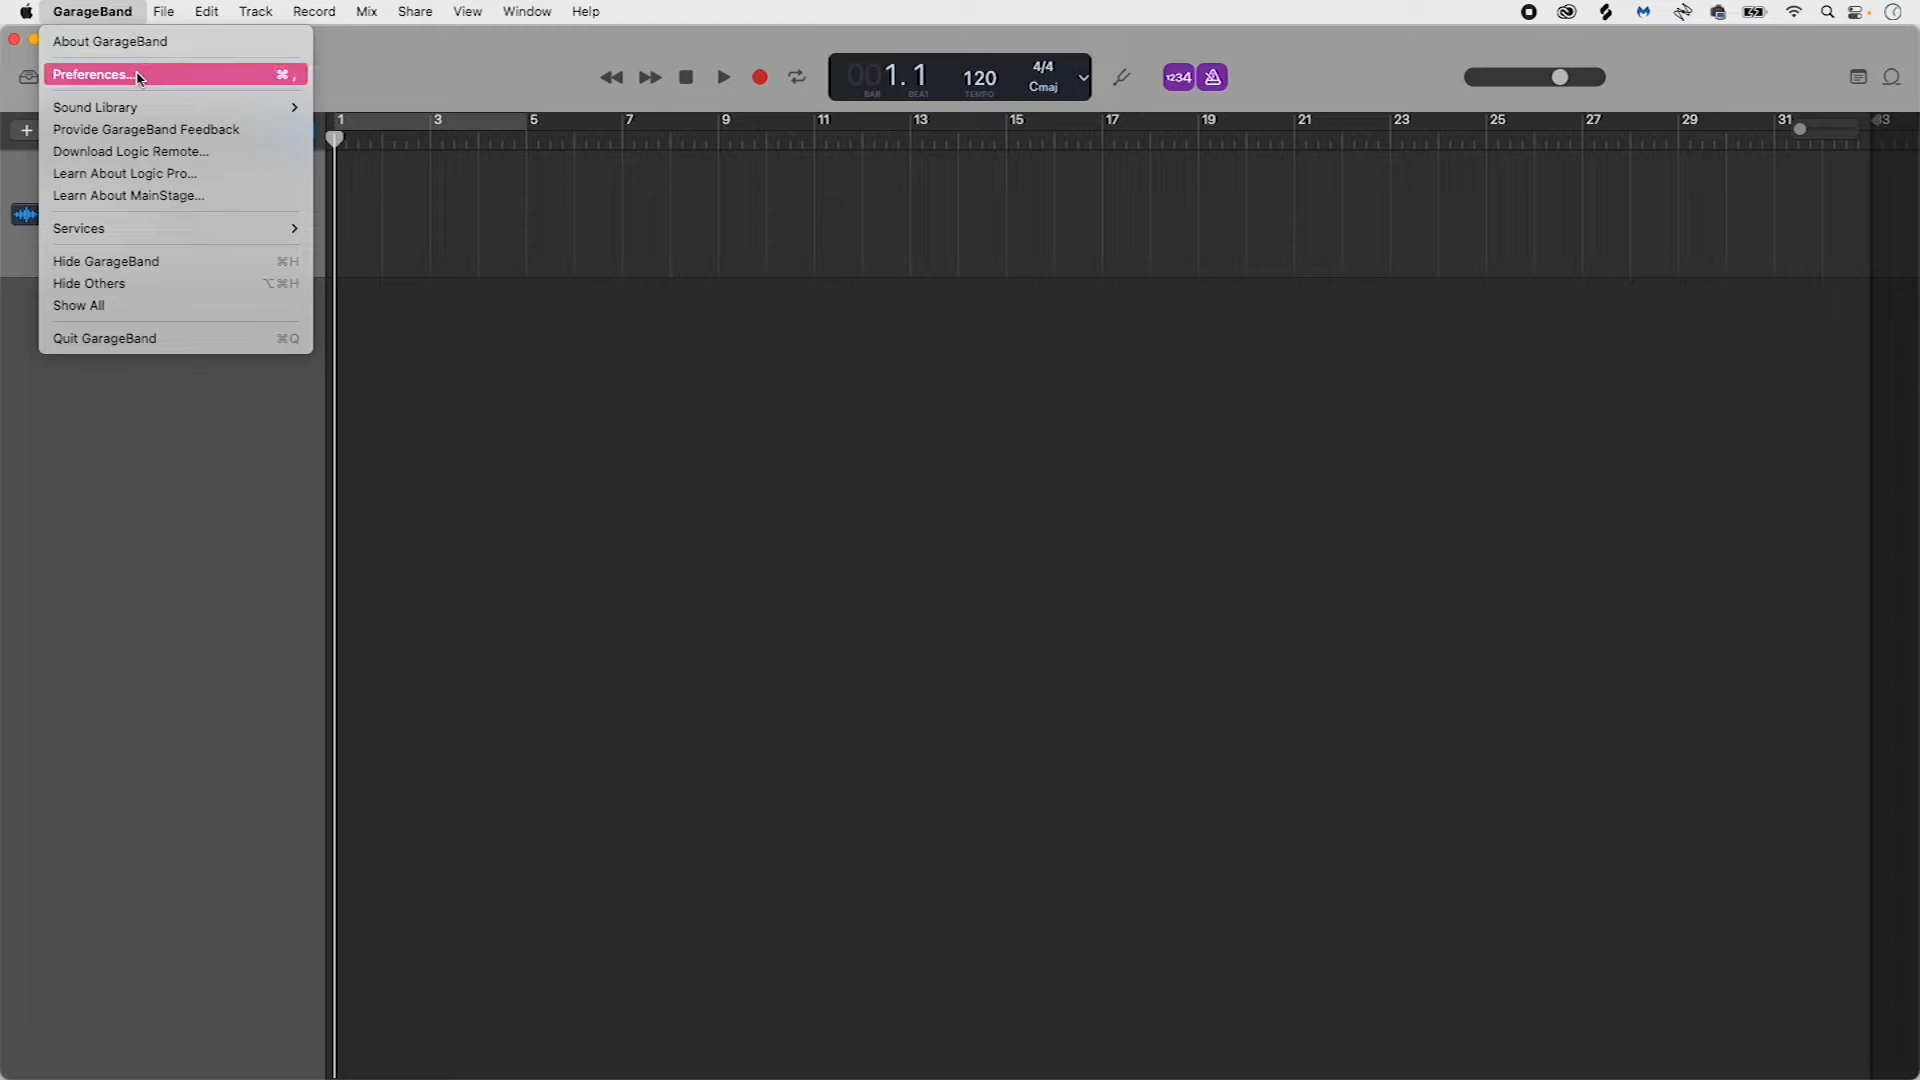 GarageBand File Edit Track Record Mix Share View Window Help
About GarageBand
Preferences... ⌘ ,
Sound Library
Provide GarageBand Feedback
Download Logic Remote...
Learn About Logic Pro...
Learn About MainStage...
Services
Hide GarageBand ⌘H
Hide Others ⌥⌘H
Show All
Quit GarageBand ⌘Q
001.1
BAR BEAT
120
TEMPO
4/4
Cmaj
1234
1 3 5 7 9 11 13 15 17 19 21 23 25 27 29 31